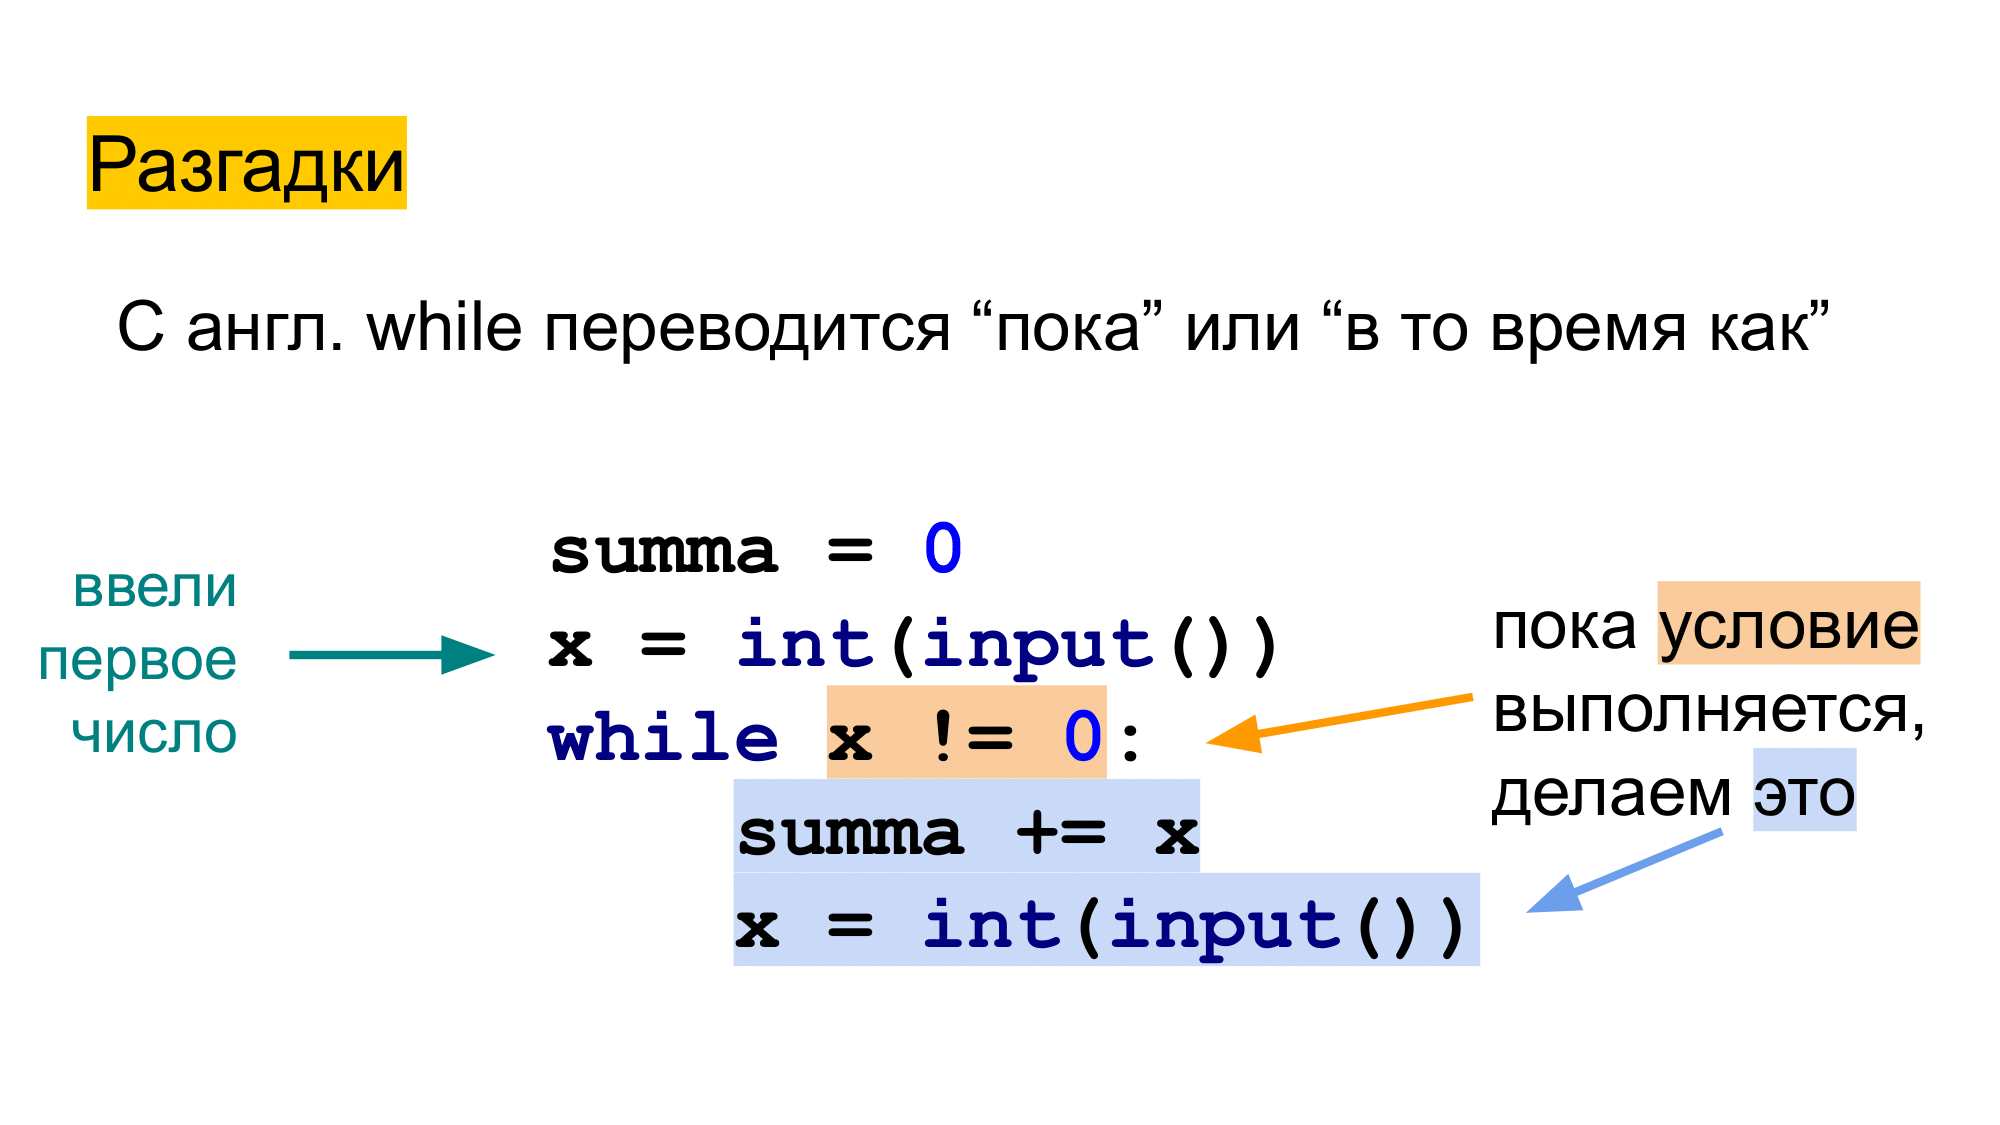 Разгадки
С англ. while переводится “пока” или “в то время как”
ввели
первое
число
summa = 0
x = int(input())
while x != 0:
summa += x
x = int(input())
пока условие
выполняется,
делаем это